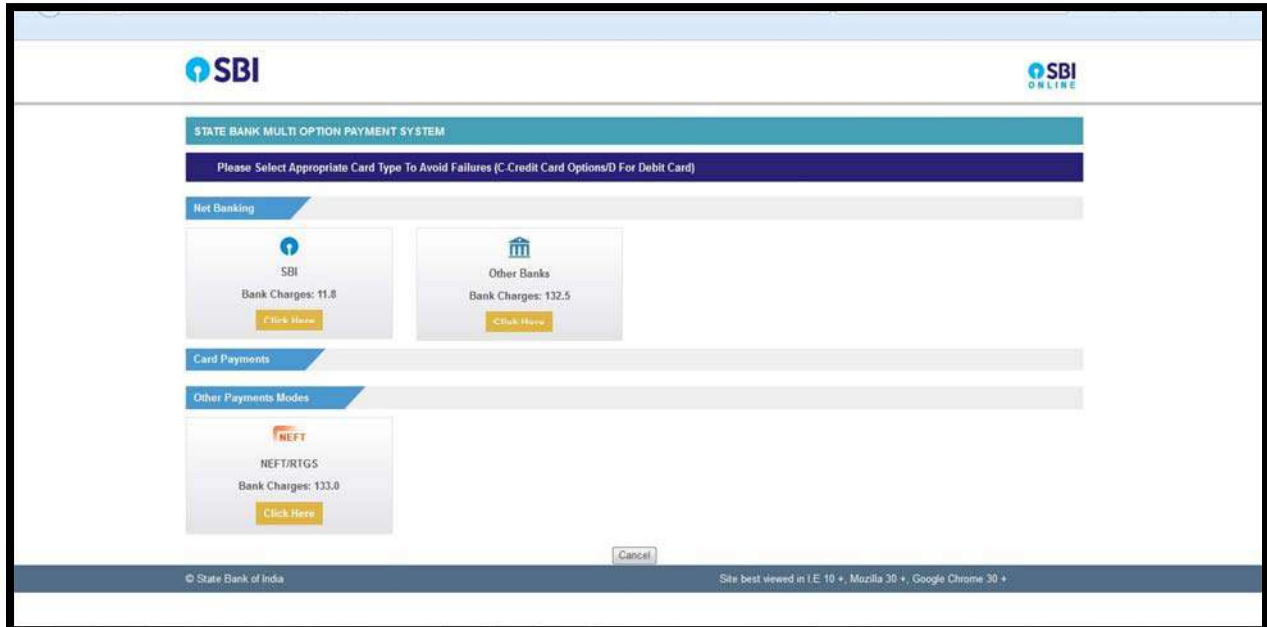 SBI
SBI
ONLINE
STATE BANK MULTI OPTION PAYMENT SYSTEM
Please Select Appropriate Card Type To Avoid Failures (C-Credit Card Options/D For Debit Card)
Net Banking
SBI
Bank Charges: 11.8
Click Here
Other Banks
Bank Charges: 132.5
Click Here
Card Payments
Other Payments Modes
NEFT
NEFT/RTGS
Bank Charges: 133.0
Click Here
Cancel
© State Bank of India
Site best viewed in I.E 10 +, Mozilla 30 +, Google Chrome 30 +